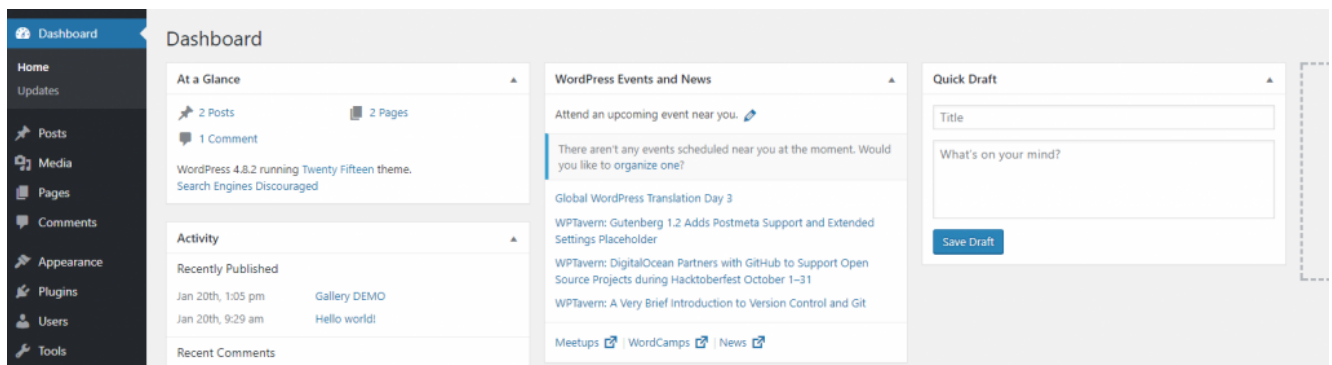 Dashboard
Home
Updates
Posts
Media
Pages
Comments
Appearance
Plugins
Users
Tools
Dashboard
At a Glance
2 Posts
2 Pages
1 Comment
WordPress 4.8.2 running Twenty Fifteen theme.
Search Engines Discouraged
Activity
Recently Published
Jan 20th, 1:05 pm Gallery DEMO
Jan 20th, 9:29 am Hello world!
Recent Comments
WordPress Events and News
Attend an upcoming event near you.
There aren't any events scheduled near you at the moment. Would
you like to organize one?
Global WordPress Translation Day 3
WPTavern: Gutenberg 1.2 Adds Postmeta Support and Extended
Settings Placeholder
WPTavern: DigitalOcean Partners with GitHub to Support Open
Source Projects during Hacktoberfest October 1–31
WPTavern: A Very Brief Introduction to Version Control and Git
Meetups | WordCamps | News
Quick Draft
Title
What's on your mind?
Save Draft